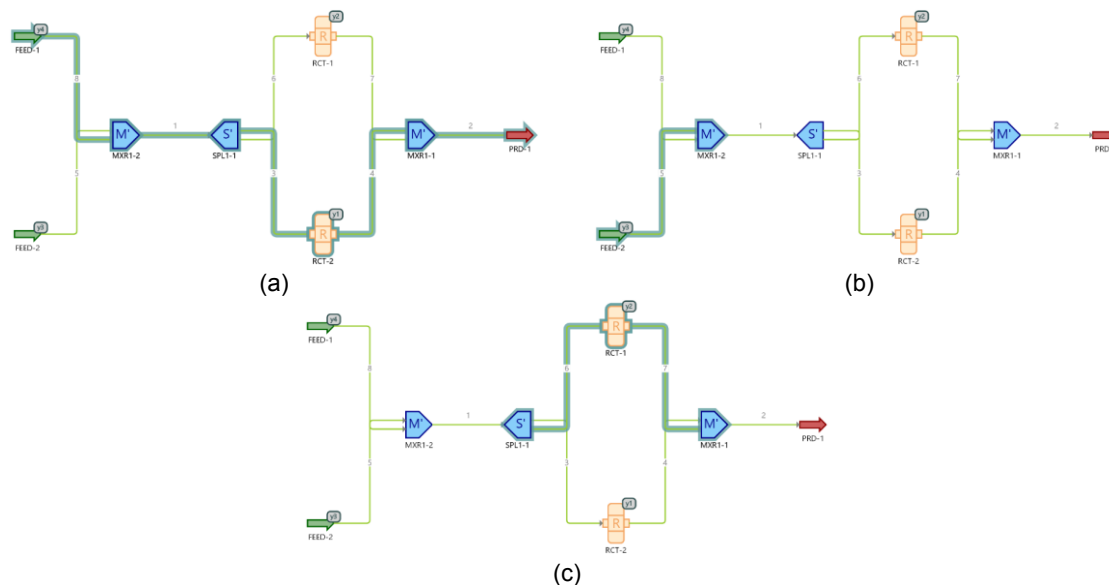 y4
FEED-1
8
M'
MXR1-2
1
S'
SPL1-1
6
y2
R
RCT-1
7
M'
MXR1-1
2
PRD-1
5
y3
FEED-2
3
y1
R
RCT-2
4
(a)
y4
FEED-1
8
M'
MXR1-2
1
S'
SPL1-1
6
y2
R
RCT-1
7
M'
MXR1-1
2
PRD
5
y3
FEED-2
3
y1
R
RCT-2
4
(b)
y4
FEED-1
8
M'
MXR1-2
1
S'
SPL1-1
6
y2
R
RCT-1
7
M'
MXR1-1
2
PRD-1
5
y3
FEED-2
3
y1
R
RCT-2
4
(c)